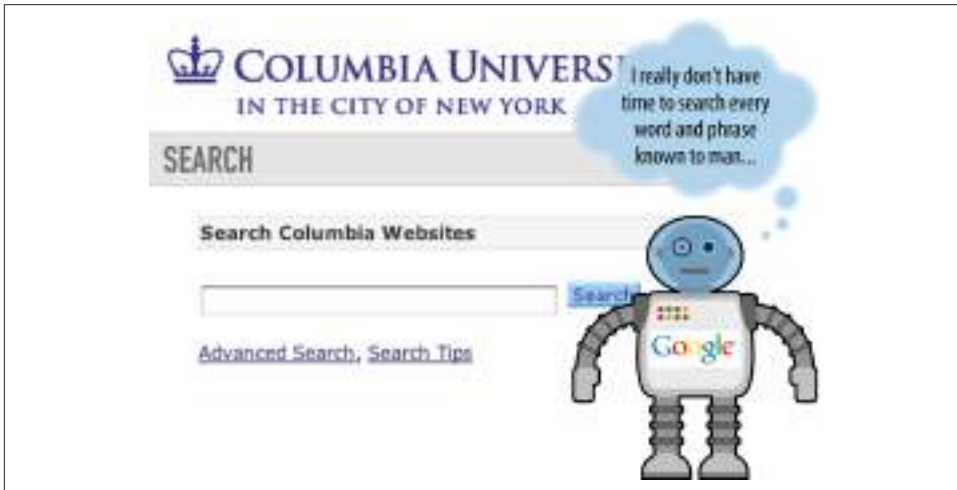 COLUMBIA UNIVERS
IN THE CITY OF NEW YORK
I really don't have
time to search every
word and phrase
known to man...
SEARCH
Search Columbia Websites
Search
Advanced Search, Search Tips
Google